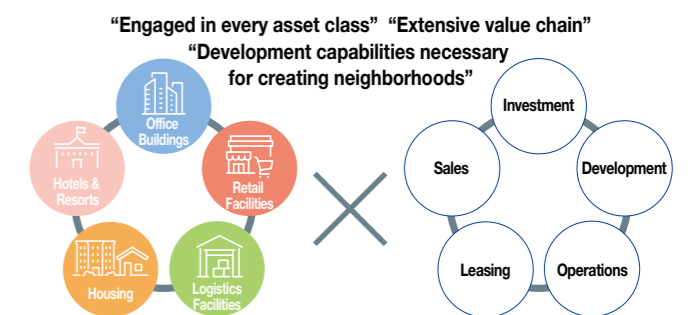 “Engaged in every asset class” “Extensive value chain”
“Development capabilities necessary
for creating neighborhoods”
Office
Buildings
Hotels &
Resorts
Retail
Facilities
Housing
Logistics
Facilities
Investment
Sales
Development
Leasing
Operations